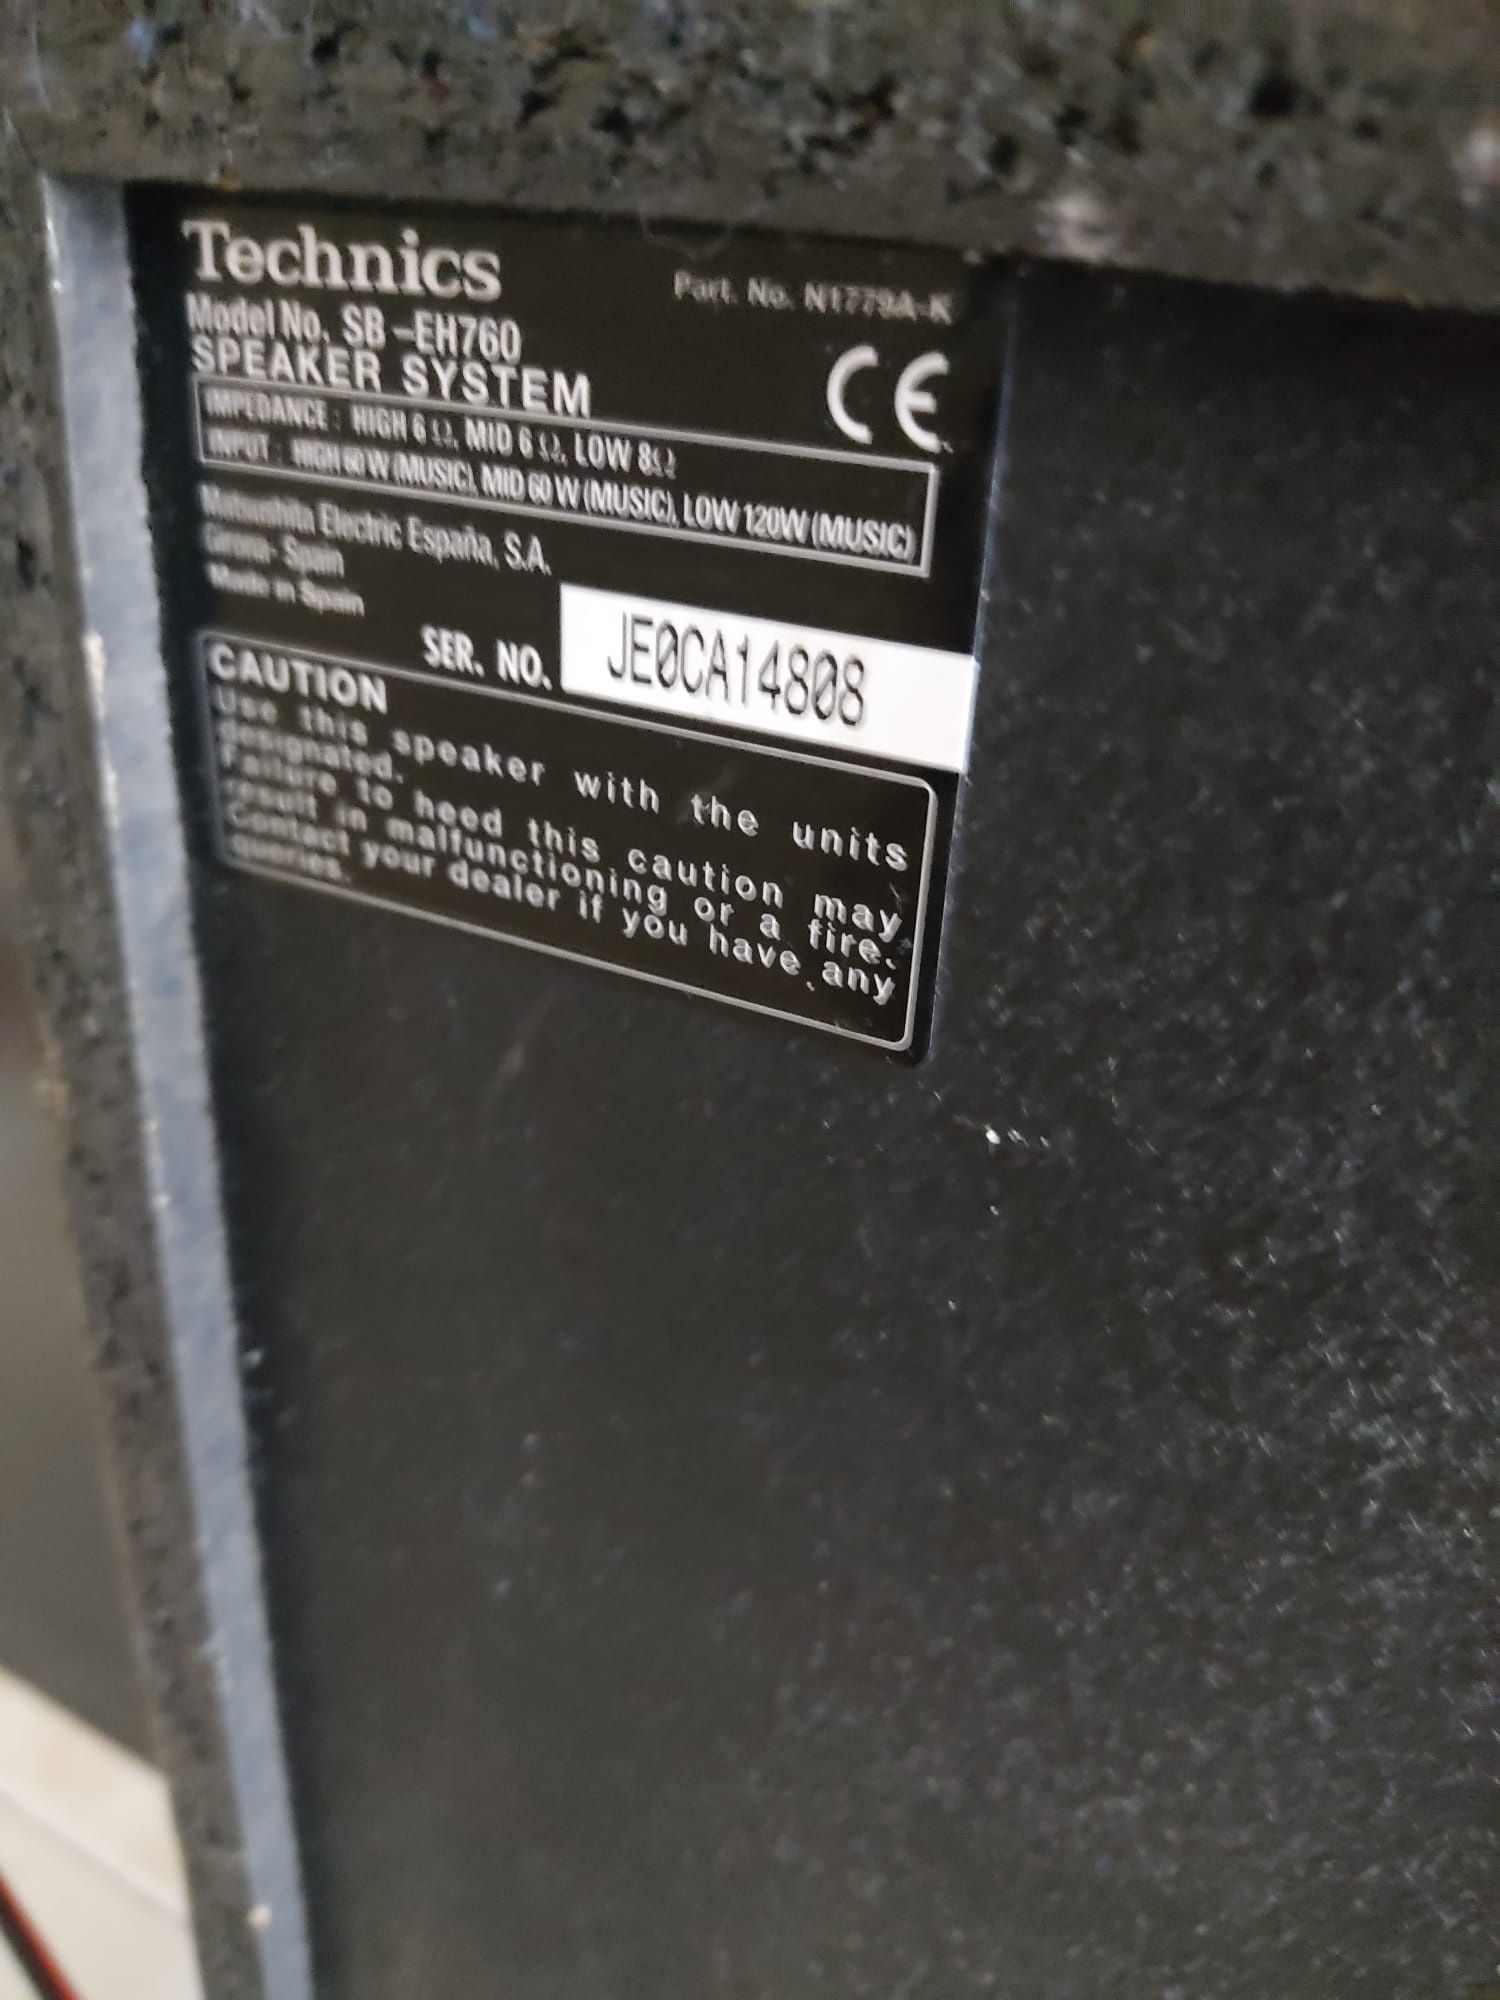 Technics
Part. No. N1779A-K
Model No. SB-EH760
SPEAKER SYSTEM
CE
IMPEDANCE : HIGH 6 Ω, MID 6 Ω, LOW 8Ω
INPUT : HIGH 60 W (MUSIC), MID 60 W (MUSIC), LOW 120W (MUSIC)
Matsushita Electric España, S.A.
Girona- Spain
Made in Spain
SER. NO. JE0CA14808
CAUTION
Use this speaker with the units
designated.
Failure to heed this caution may
result in malfunctioning or a fire.
Contact your dealer if you have any
queries.